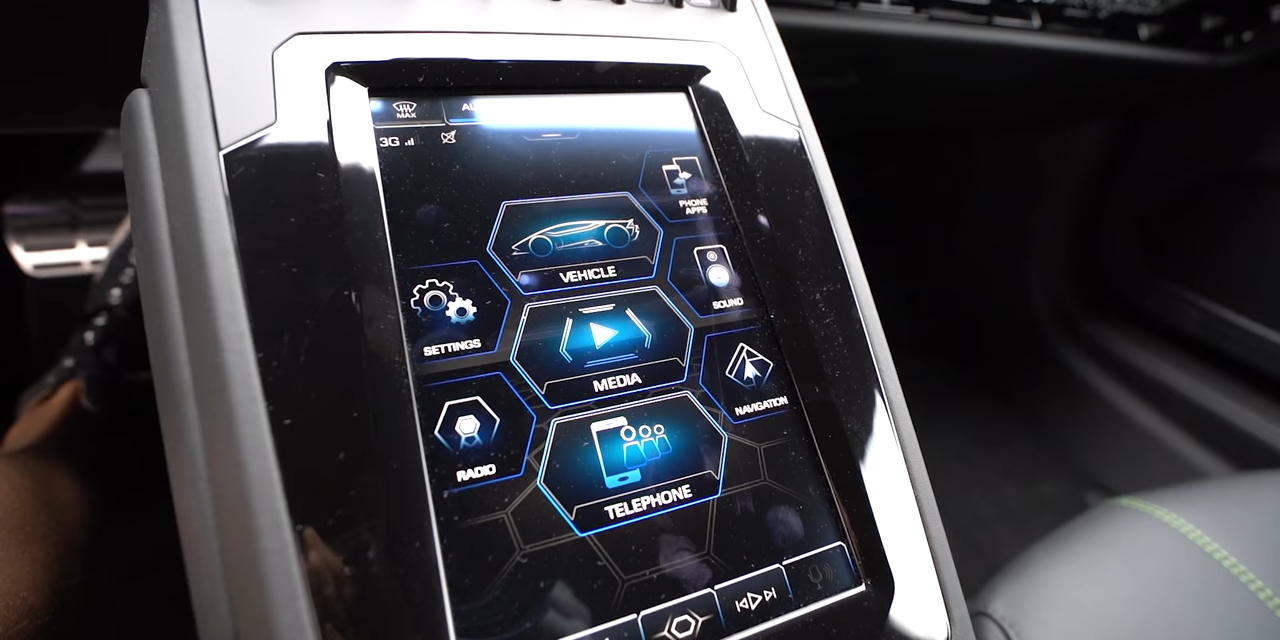 MAX
3G
PHONE
APPS
VEHICLE
SOUND
SETTINGS
MEDIA
NAVIGATION
RADIO
TELEPHONE